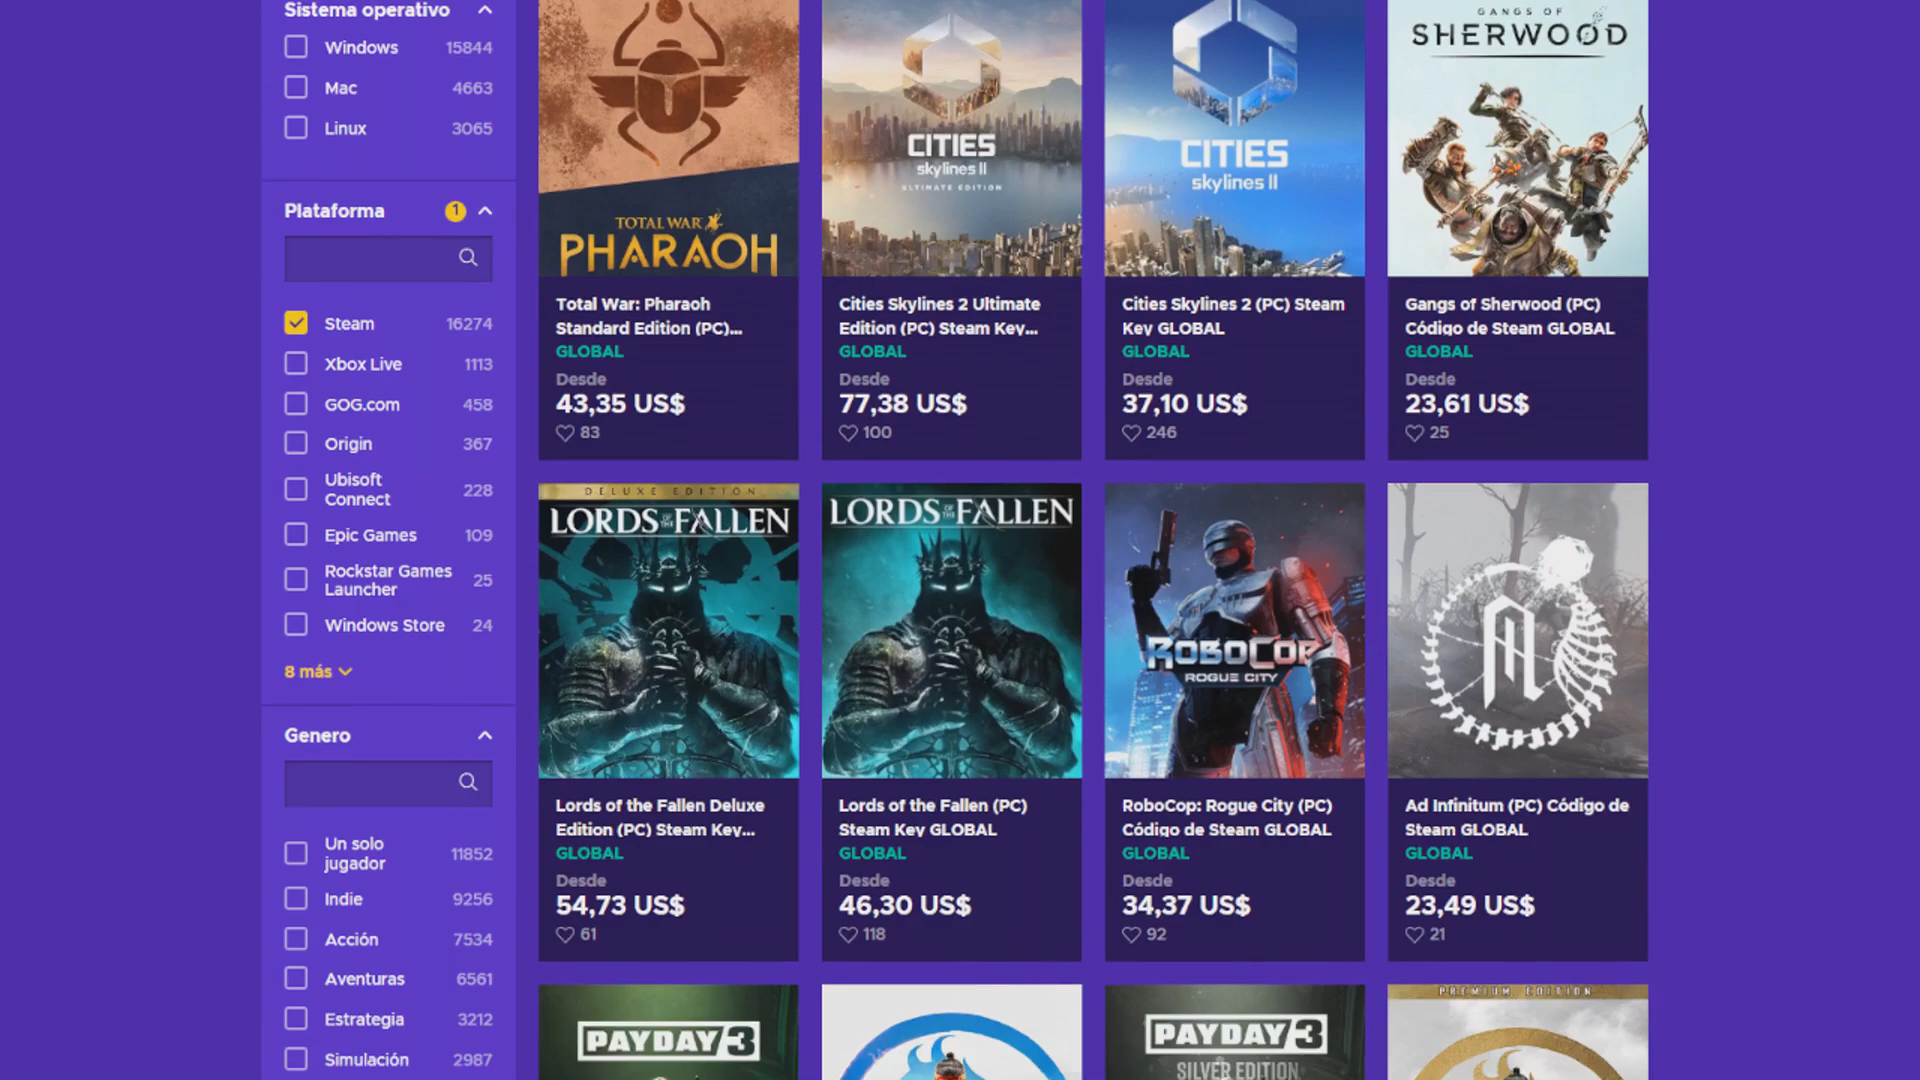 Sistema operativo
Windows 15844
Mac 4663
Linux 3065
Plataforma 1
Steam 16274
Xbox Live 1113
GOG.com 458
Origin 367
Ubisoft
Connect 228
Epic Games 109
Rockstar Games
Launcher 25
Windows Store 24
8 más
Genero
Un solo
jugador 11852
Indie 9256
Acción 7534
Aventuras 6561
Estrategia 3212
Simulación 2987
TOTAL WAR
PHARAOH
Total War: Pharaoh
Standard Edition (PC)...
GLOBAL
Desde
43,35 US$
83
CITIES
skylines II
ULTIMATE EDITION
Cities Skylines 2 Ultimate
Edition (PC) Steam Key...
GLOBAL
Desde
77,38 US$
100
CITIES
skylines II
Cities Skylines 2 (PC) Steam
Key GLOBAL
GLOBAL
Desde
37,10 US$
246
GANGS OF
SHERWOOD
Gangs of Sherwood (PC)
Código de Steam GLOBAL
GLOBAL
Desde
23,61 US$
25
DELUXE EDITION
LORDS OF THE FALLEN
Lords of the Fallen Deluxe
Edition (PC) Steam Key...
GLOBAL
Desde
54,73 US$
61
LORDS OF THE FALLEN
Lords of the Fallen (PC)
Steam Key GLOBAL
GLOBAL
Desde
46,30 US$
118
ROBOCOP
ROGUE CITY
RoboCop: Rogue City (PC)
Código de Steam GLOBAL
GLOBAL
Desde
34,37 US$
92
Ad Infinitum (PC) Código de
Steam GLOBAL
GLOBAL
Desde
23,49 US$
21
PAYDAY 3
PAYDAY 3
SILVER EDITION
PREMIUM EDITION